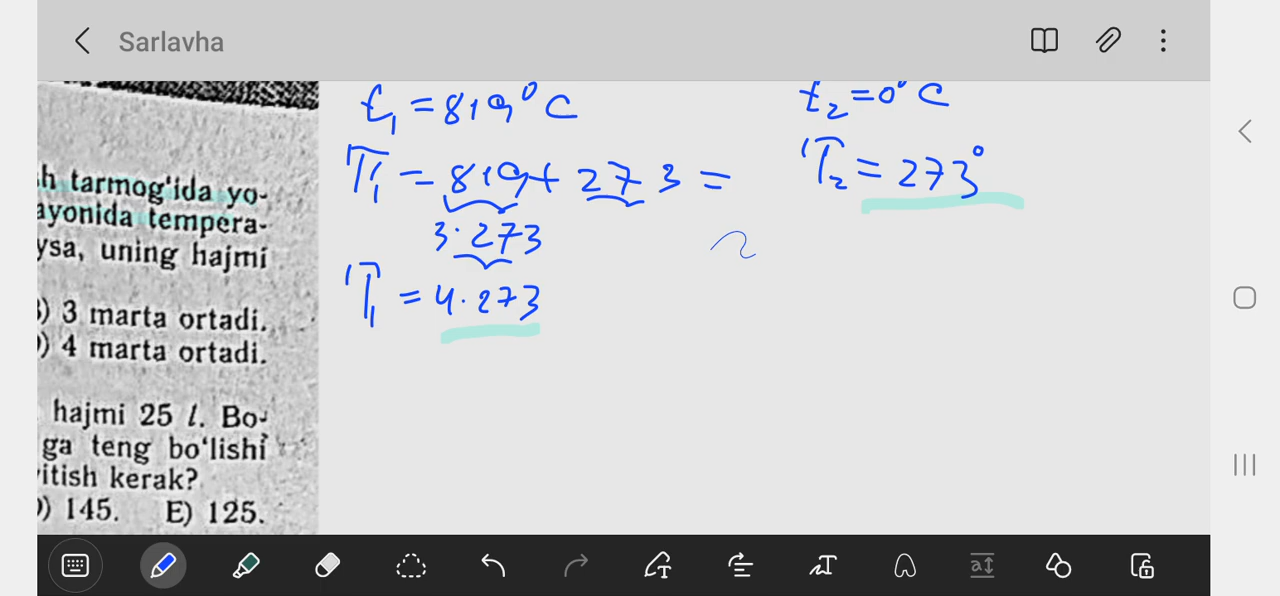 Sarlavha
h tarmog'ida yo-
ayonida tempera-
ysa, uning hajmi
) 3 marta ortadi.
) 4 marta ortadi.
hajmi 25 l. Bo-
ga teng bo'lishi
itish kerak?
) 145. E) 125.
t₁ = 819°C
T₁ = 819 + 273 =
3·273
T₁ = 4·273
t₂ = 0°C
T₂ = 273°